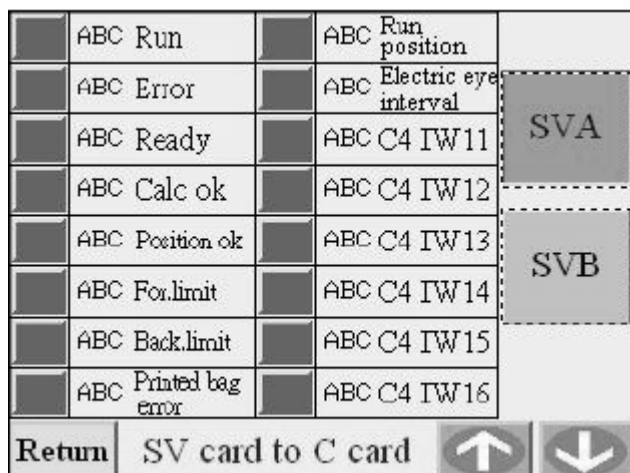 ABC Run
ABC Run position
ABC Error
ABC Electric eye interval
ABC Ready
ABC C4 IW11
ABC Calc ok
ABC C4 IW12
ABC Position ok
ABC C4 IW13
ABC For.limit
ABC C4 IW14
ABC Back.limit
ABC C4 IW15
ABC Printed bag error
ABC C4 IW16
SVA
SVB
Return
SV card to C card